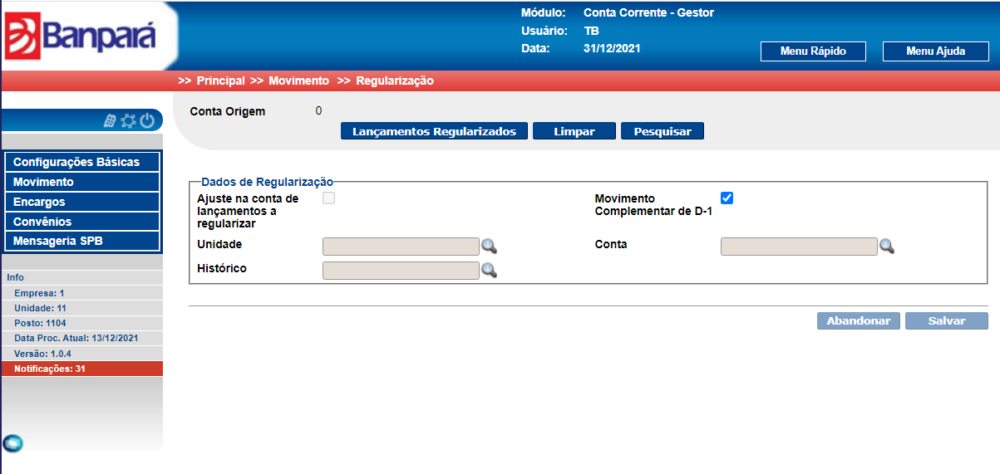 Banpará
Módulo: Conta Corrente - Gestor
Usuário: TB
Data: 31/12/2021
Menu Rápido Menu Ajuda
>> Principal >> Movimento >> Regularização
Conta Origem 0
Lançamentos Regularizados Limpar Pesquisar
Configurações Básicas
Movimento
Encargos
Convênios
Mensageria SPB
Info
Empresa: 1
Unidade: 11
Posto: 1104
Data Proc. Atual: 13/12/2021
Versão: 1.0.4
Notificações: 31
Dados de Regularização
Ajuste na conta de
lançamentos a
regularizar
Movimento
Complementar de D-1
Unidade
Conta
Histórico
Abandonar Salvar